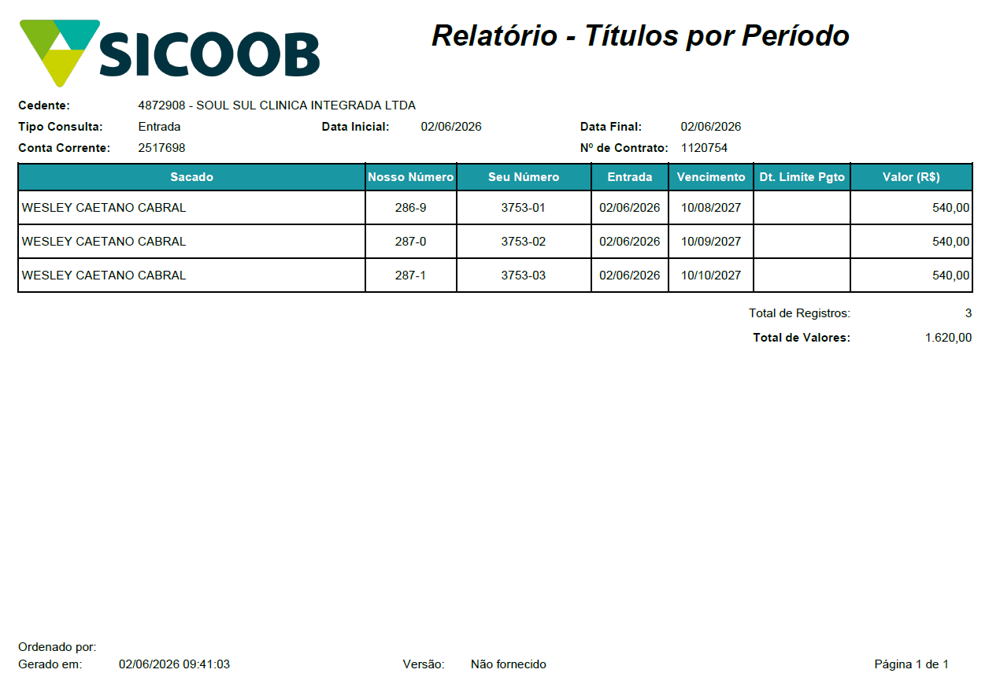 SICOOB
Relatório - Títulos por Período
Cedente: 4872908 - SOUL SUL CLINICA INTEGRADA LTDA
Tipo Consulta: Entrada Data Inicial: 02/06/2026 Data Final: 02/06/2026
Conta Corrente: 2517698 Nº de Contrato: 1120754
Sacado Nosso Número Seu Número Entrada Vencimento Dt. Limite Pgto Valor (R$)
WESLEY CAETANO CABRAL 286-9 3753-01 02/06/2026 10/08/2027 540,00
WESLEY CAETANO CABRAL 287-0 3753-02 02/06/2026 10/09/2027 540,00
WESLEY CAETANO CABRAL 287-1 3753-03 02/06/2026 10/10/2027 540,00
Total de Registros: 3
Total de Valores: 1.620,00
Ordenado por:
Gerado em: 02/06/2026 09:41:03 Versão: Não fornecido Página 1 de 1